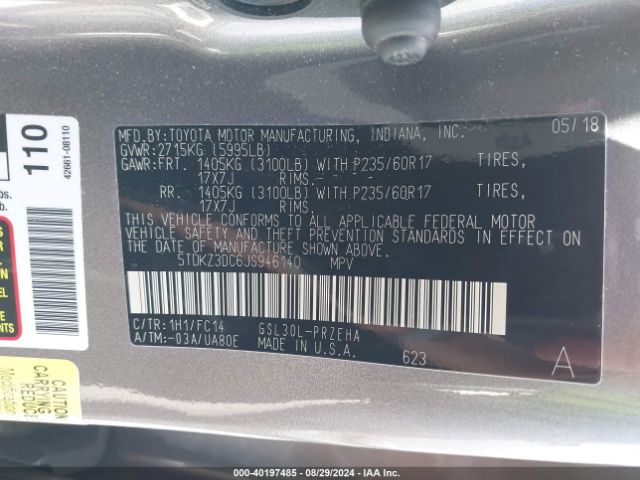 MFD.BY:TOYOTA MOTOR MANUFACTURING, INDIANA, INC. 05/18
GVWR:2715KG (5995LB)
GAWR:FRT. 1405KG (3100LB) WITH P235/60R17 TIRES,
17X7J RIMS.
RR. 1405KG (3100LB) WITH P235/60R17 TIRES,
17X7J RIMS.
THIS VEHICLE CONFORMS TO ALL APPLICABLE FEDERAL MOTOR
VEHICLE SAFETY AND THEFT PREVENTION STANDARDS IN EFFECT
ON THE DATE OF MANUFACTURE SHOWN ABOVE.
5TDKZ3DC6JS946140 MPV
C/TR:1H1/FC14 GSL30L-PRZEHA
A/TM:-03A/UA80E MADE IN U.S.A. 623
A
110
42661-08110
lbs.
lb.
CAUTION
CARRYING
000-40197485 - 08/29/2024 - IAA, Inc.